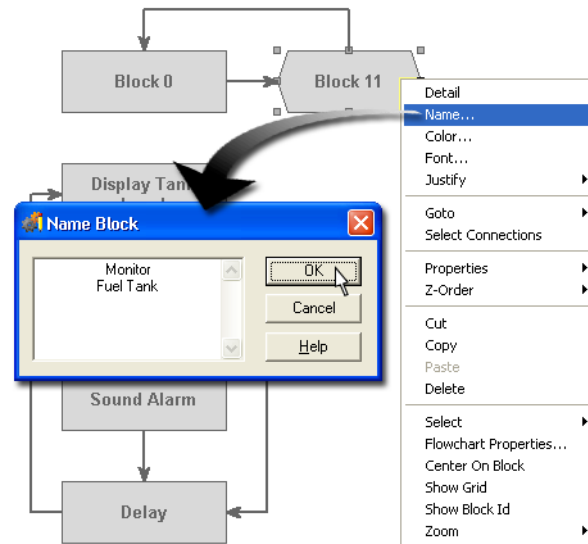 Block 0
Block 11
Detail
Name...
Color...
Font...
Justify
Goto
Select Connections
Properties
Z-Order
Cut
Copy
Paste
Delete
Select
Flowchart Properties...
Center On Block
Show Grid
Show Block Id
Zoom
Display Tan
Name Block
Monitor
Fuel Tank
OK
Cancel
Help
Sound Alarm
Delay